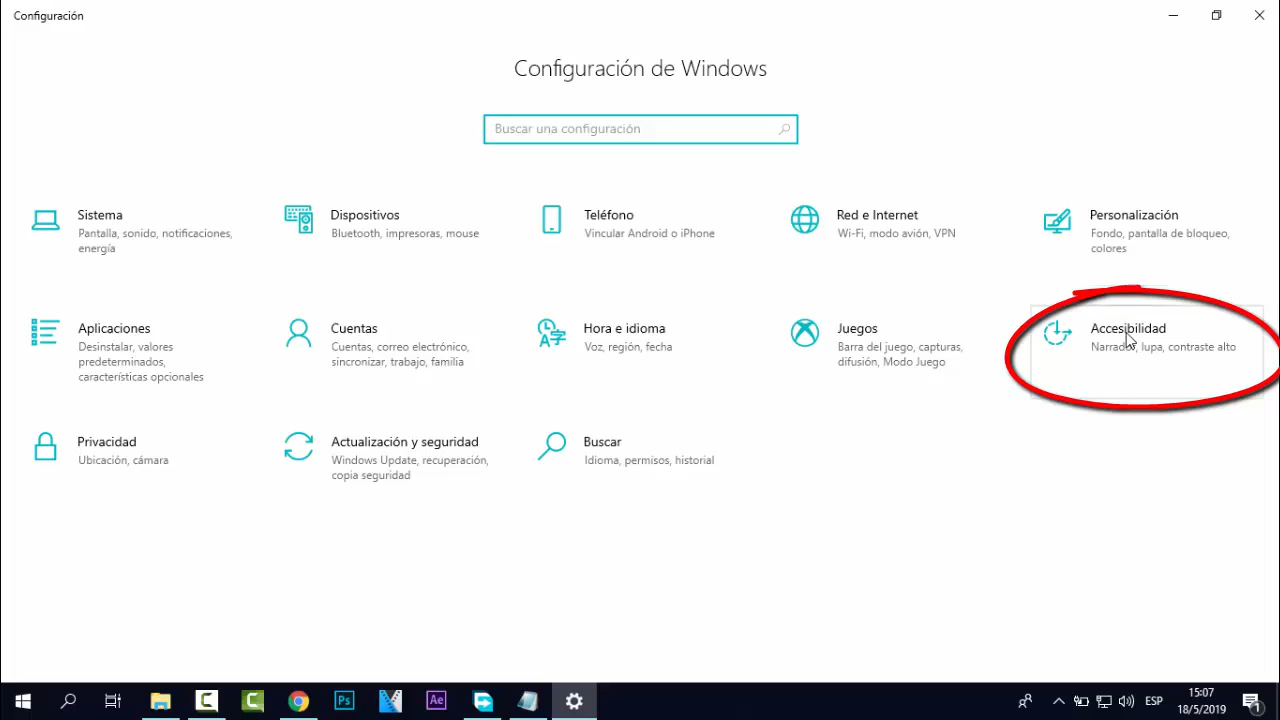 Configuración
Configuración de Windows
Buscar una configuración
Sistema
Pantalla, sonido, notificaciones,
energía
Dispositivos
Bluetooth, impresoras, mouse
Teléfono
Vincular Android o iPhone
Red e Internet
Wi-Fi, modo avión, VPN
Personalización
Fondo, pantalla de bloqueo,
colores
Aplicaciones
Desinstalar, valores
predeterminados,
características opcionales
Cuentas
Cuentas, correo electrónico,
sincronizar, trabajo, familia
Hora e idioma
Voz, región, fecha
Juegos
Barra del juego, capturas,
difusión, Modo Juego
Accesibilidad
Narrador, lupa, contraste alto
Privacidad
Ubicación, cámara
Actualización y seguridad
Windows Update, recuperación,
copia seguridad
Buscar
Idioma, permisos, historial
Ps
Ae
ESP
15:07
18/5/2019
1